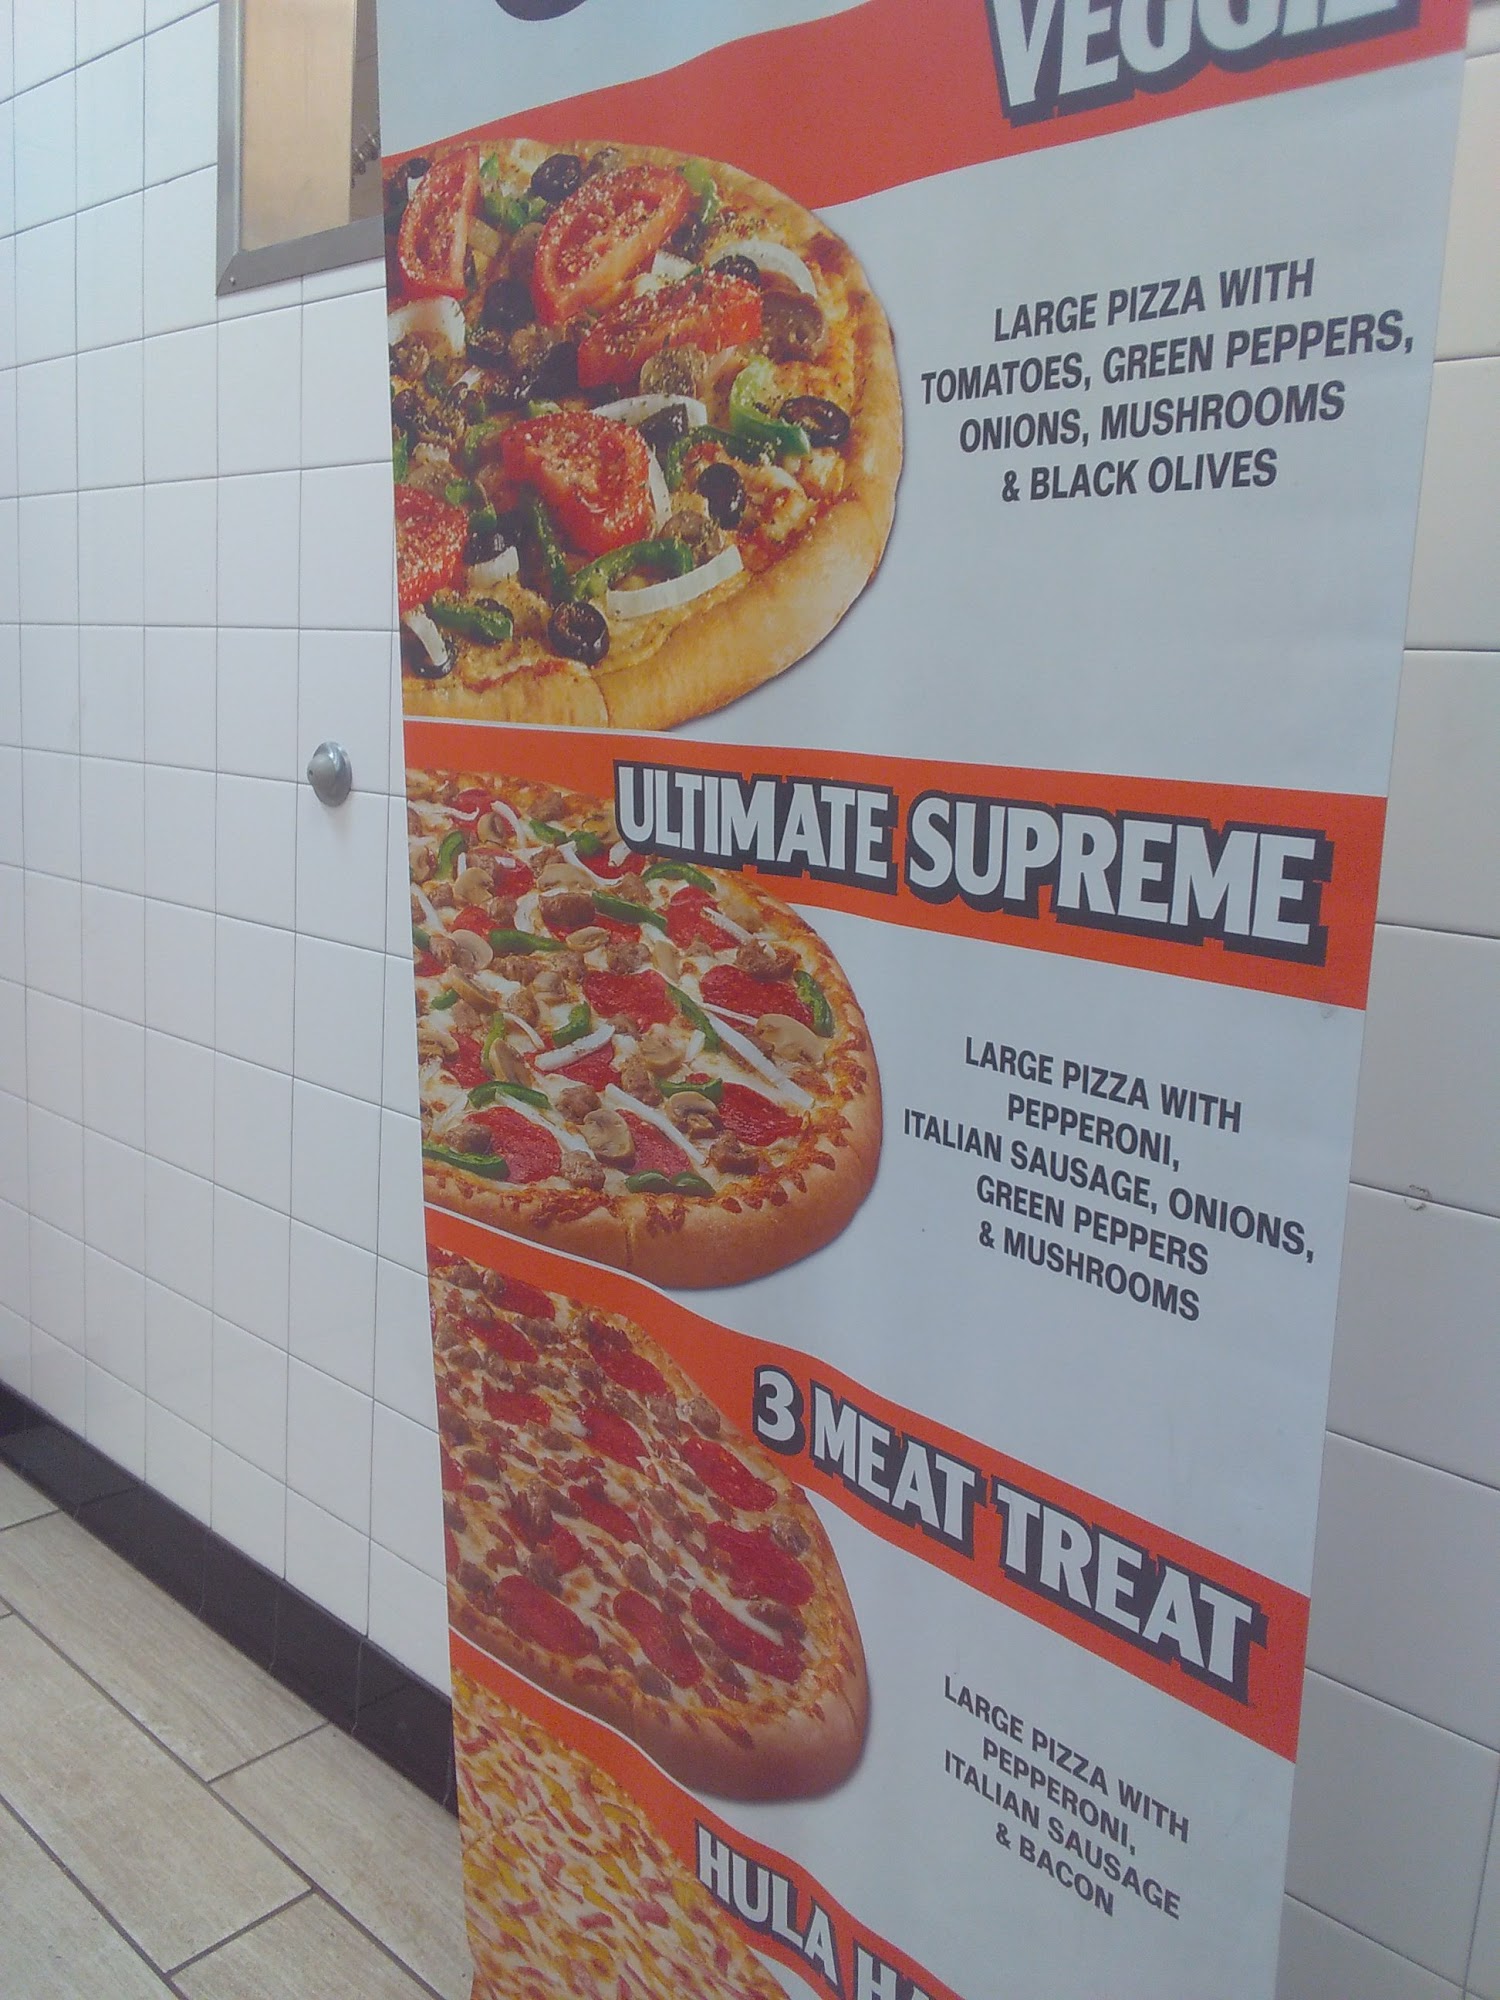 VEGGIE
LARGE PIZZA WITH
TOMATOES, GREEN PEPPERS,
ONIONS, MUSHROOMS
& BLACK OLIVES
ULTIMATE SUPREME
LARGE PIZZA WITH
PEPPERONI,
ITALIAN SAUSAGE, ONIONS,
GREEN PEPPERS
& MUSHROOMS
3 MEAT TREAT
LARGE PIZZA WITH
PEPPERONI,
ITALIAN SAUSAGE
& BACON
HULA